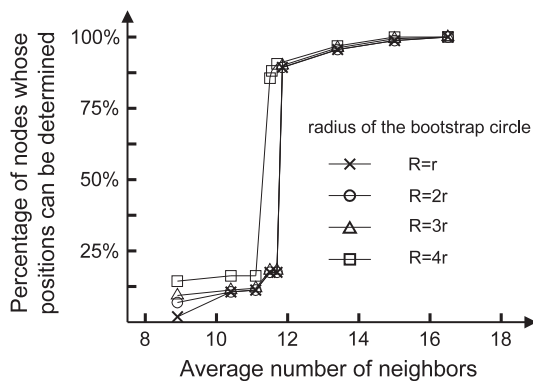 Percentage of nodes whose
positions can be determined
100%
75%
50%
25%
radius of the bootstrap circle
R=r
R=2r
R=3r
R=4r
8 10 12 14 16 18
Average number of neighbors